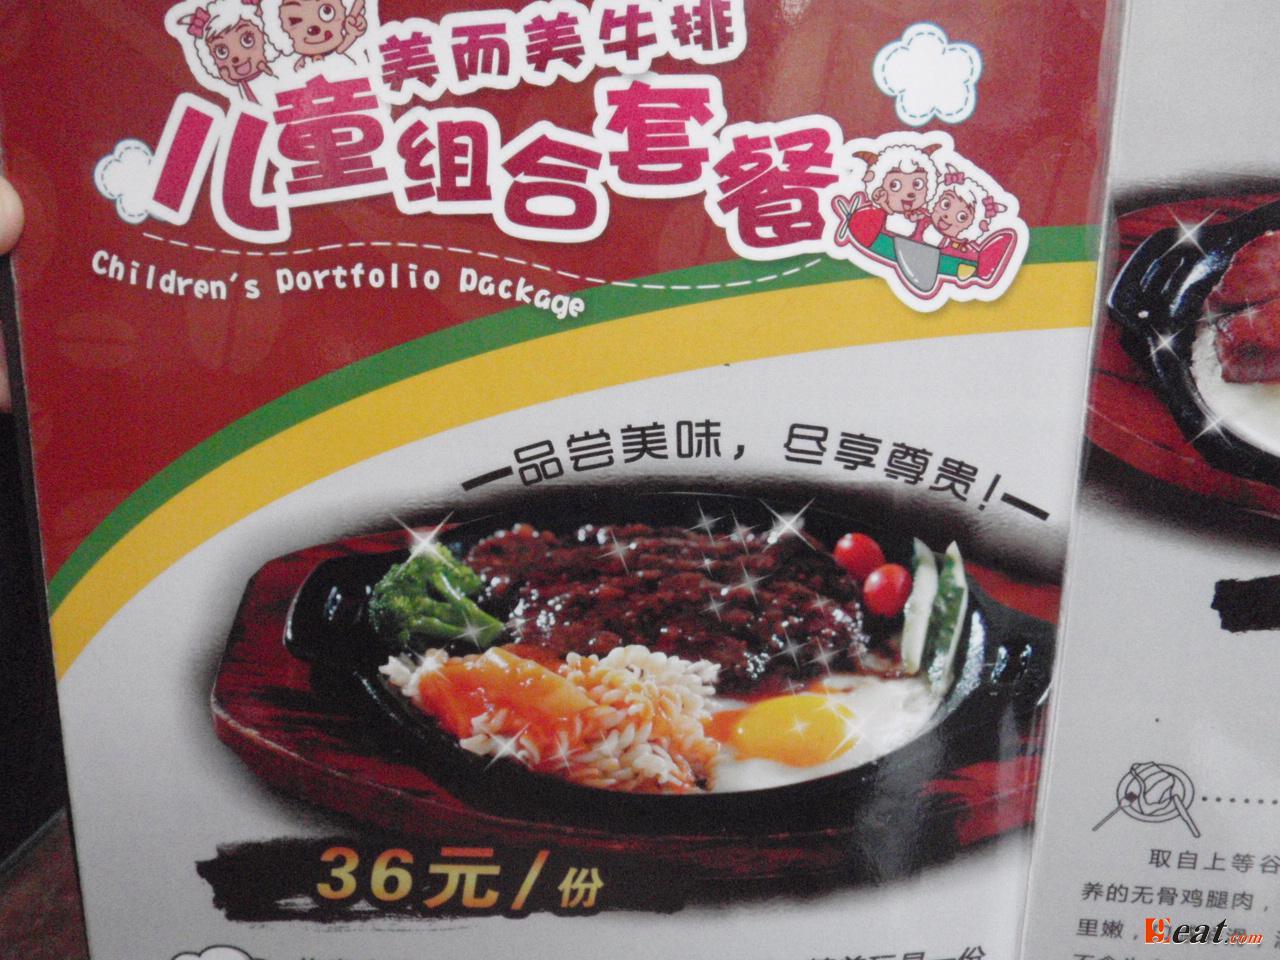 美而美牛排
儿童组合套餐
Children's Portfolio Package
品尝美味，尽享尊贵!
36元/份
取自上等谷
养的无骨鸡腿肉，
里嫩，
eat.com